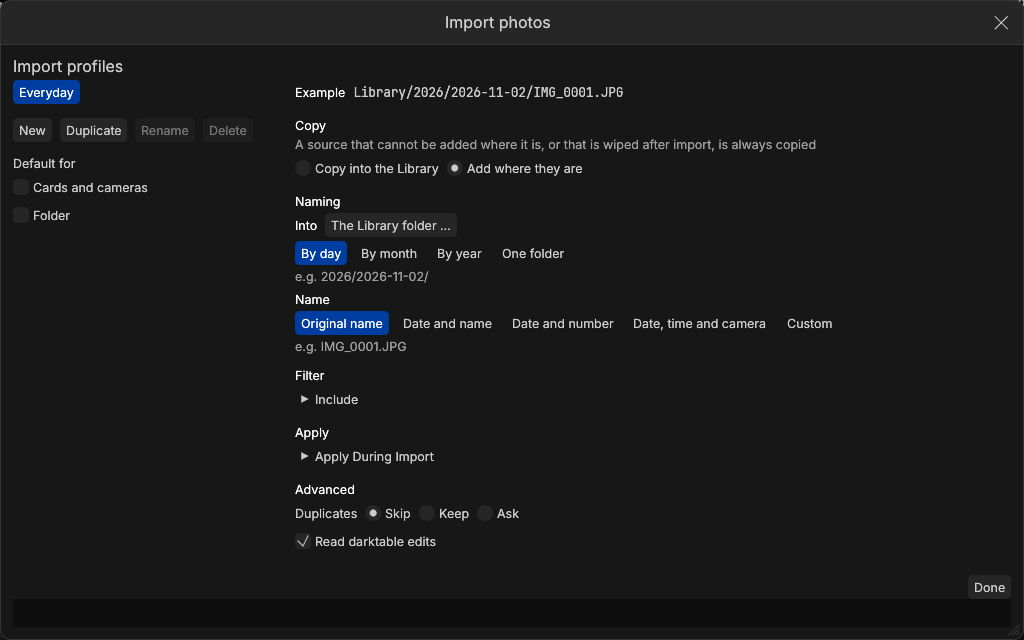 Import photos
Import profiles
Everyday
New Duplicate Rename Delete
Default for
Cards and cameras
Folder
Example Library/2026/2026-11-02/IMG_0001.JPG
Copy
A source that cannot be added where it is, or that is wiped after import, is always copied
Copy into the Library Add where they are
Naming
Into The Library folder ...
By day By month By year One folder
e.g. 2026/2026-11-02/
Name
Original name Date and name Date and number Date, time and camera Custom
e.g. IMG_0001.JPG
Filter
Include
Apply
Apply During Import
Advanced
Duplicates Skip Keep Ask
Read darktable edits
Done